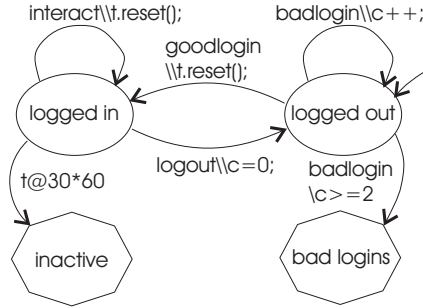 interact\\t.reset();
badlogin\\c++;
goodlogin
\\t.reset();
logged in
logged out
logout\\c=0;
badlogin
\c>=2
t@30*60
inactive
bad logins